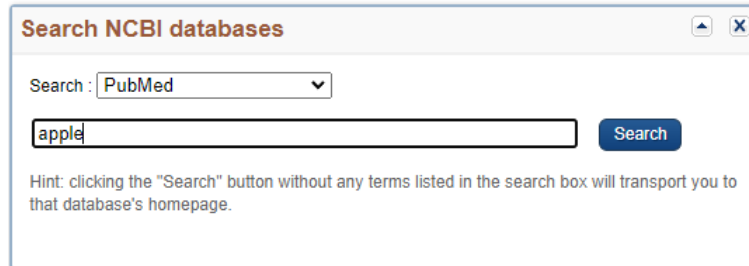 Search NCBI databases
Search : PubMed
apple
Search
Hint: clicking the "Search" button without any terms listed in the search box will transport you to
that database's homepage.